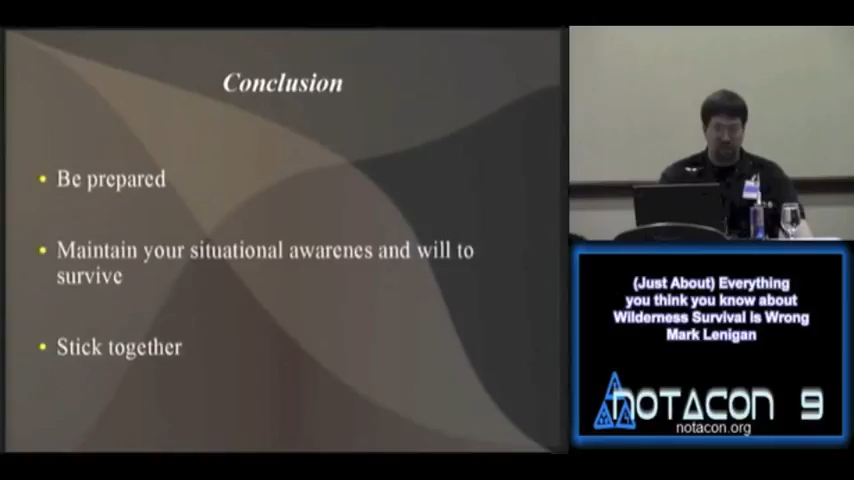 Conclusion
Be prepared
Maintain your situational awarenes and will to
survive
Stick together
(Just About) Everything
you think you know about
Wilderness Survival is Wrong
Mark Lenigan
NOTACON 9
notacon.org